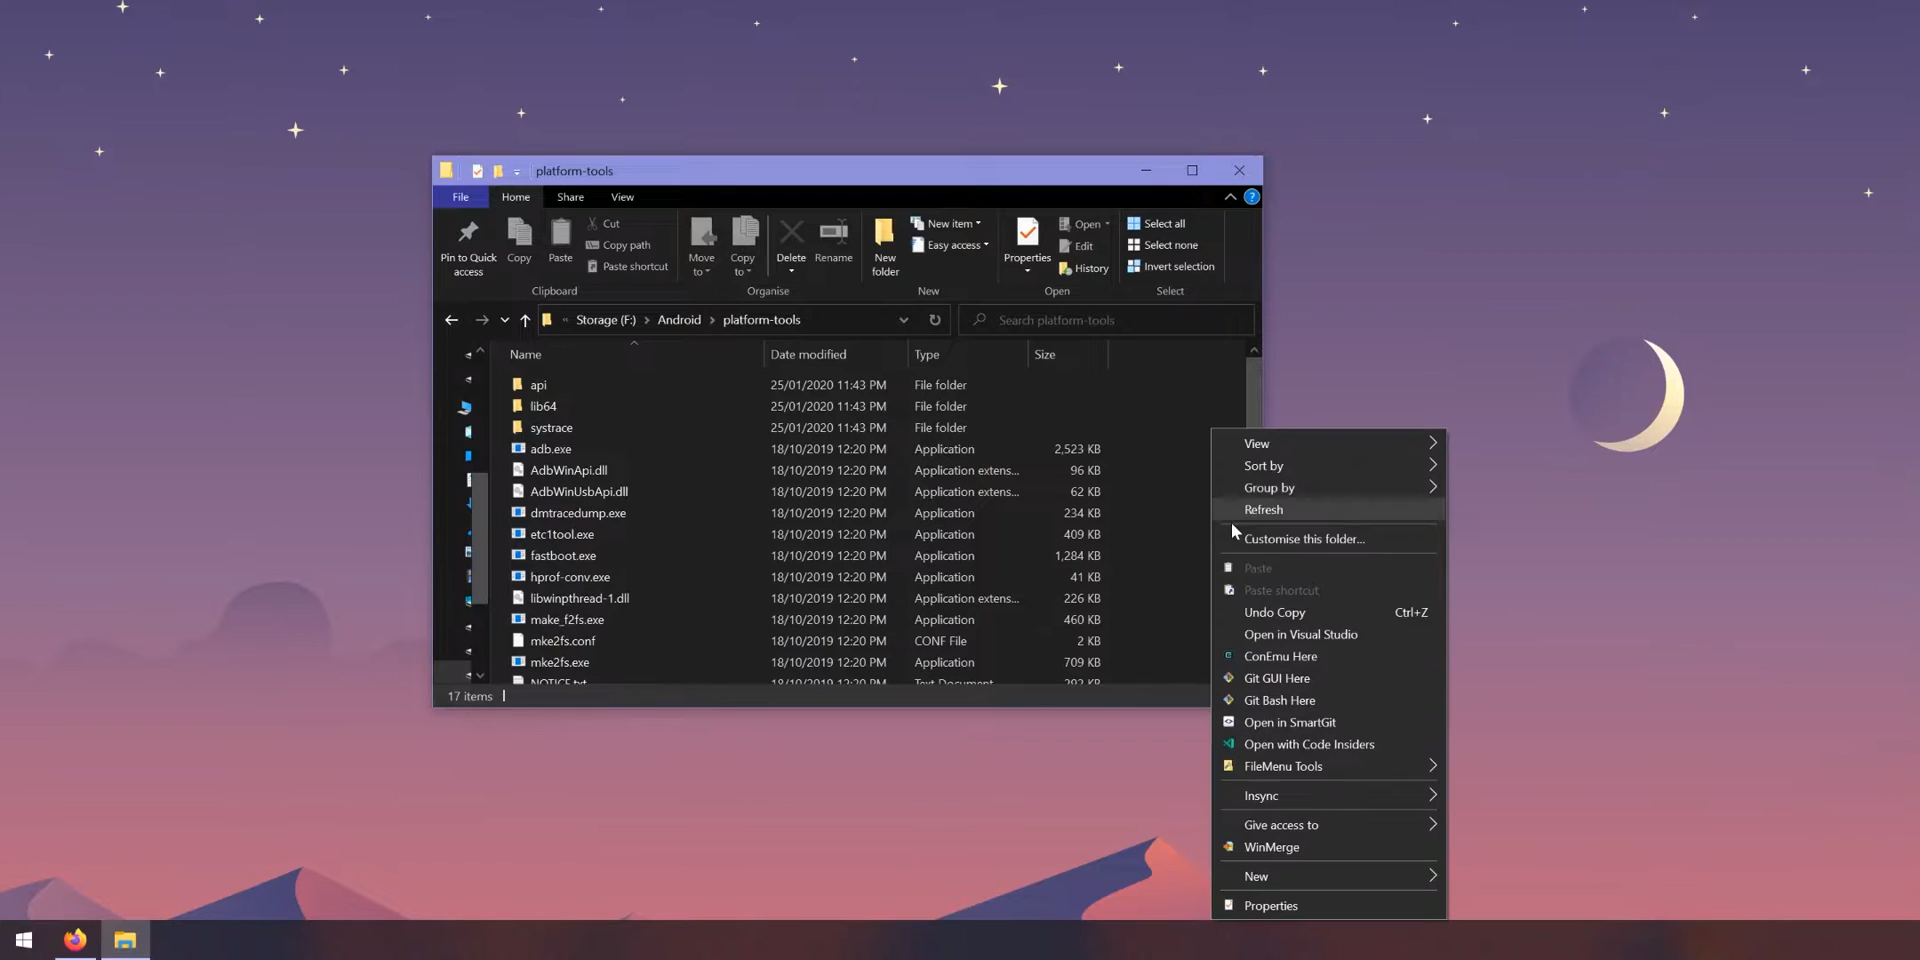 platform-tools
File Home Share View
Pin to Quick access
Copy
Paste
Cut
Copy path
Paste shortcut
Clipboard
Move to
Copy to
Delete
Rename
Organise
New folder
New item
Easy access
New
Properties
Open
Edit
History
Open
Select all
Select none
Invert selection
Select
« Storage (F:) > Android > platform-tools
Search platform-tools
Name Date modified Type Size
api 25/01/2020 11:43 PM File folder
lib64 25/01/2020 11:43 PM File folder
systrace 25/01/2020 11:43 PM File folder
adb.exe 18/10/2019 12:20 PM Application 2,523 KB
AdbWinApi.dll 18/10/2019 12:20 PM Application extens... 96 KB
AdbWinUsbApi.dll 18/10/2019 12:20 PM Application extens... 62 KB
dmtracedump.exe 18/10/2019 12:20 PM Application 234 KB
etc1tool.exe 18/10/2019 12:20 PM Application 409 KB
fastboot.exe 18/10/2019 12:20 PM Application 1,284 KB
hprof-conv.exe 18/10/2019 12:20 PM Application 41 KB
libwinpthread-1.dll 18/10/2019 12:20 PM Application extens... 226 KB
make_f2fs.exe 18/10/2019 12:20 PM Application 460 KB
mke2fs.conf 18/10/2019 12:20 PM CONF File 2 KB
mke2fs.exe 18/10/2019 12:20 PM Application 709 KB
NOTICE.txt 18/10/2019 12:20 PM Text Document 292 KB
17 items
View
Sort by
Group by
Refresh
Customise this folder...
Paste
Paste shortcut
Undo Copy Ctrl+Z
Open in Visual Studio
ConEmu Here
Git GUI Here
Git Bash Here
Open in SmartGit
Open with Code Insiders
FileMenu Tools
Insync
Give access to
WinMerge
New
Properties